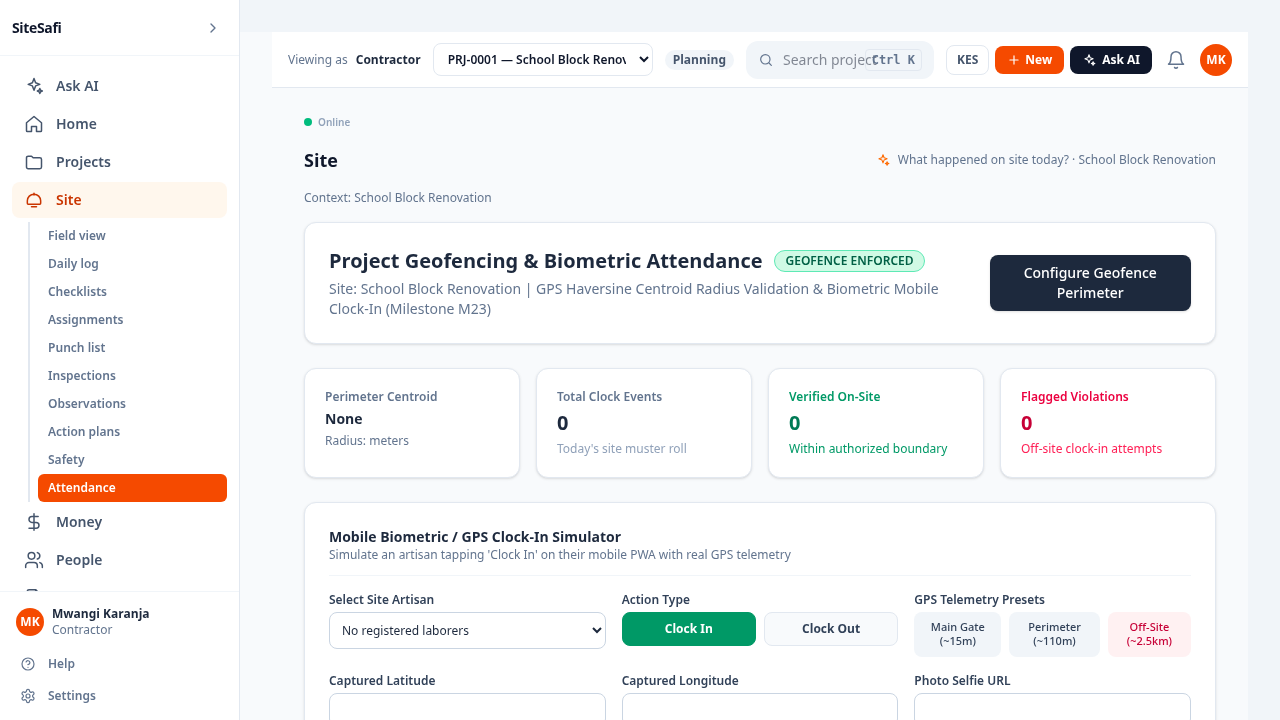 SiteSafi
Ask AI
Home
Projects
Site
Field view
Daily log
Checklists
Assignments
Punch list
Inspections
Observations
Action plans
Safety
Attendance
Money
People
MK
Mwangi Karanja
Contractor
Help
Settings
Viewing as Contractor
PRJ-0001 — School Block Renov
Planning
Search project
Ctrl K
KES
New
Ask AI
MK
Online
Site
What happened on site today? · School Block Renovation
Context: School Block Renovation
Project Geofencing & Biometric Attendance
GEOFENCE ENFORCED
Site: School Block Renovation | GPS Haversine Centroid Radius Validation & Biometric Mobile
Clock-In (Milestone M23)
Configure Geofence
Perimeter
Perimeter Centroid
None
Radius: meters
Total Clock Events
0
Today's site muster roll
Verified On-Site
0
Within authorized boundary
Flagged Violations
0
Off-site clock-in attempts
Mobile Biometric / GPS Clock-In Simulator
Simulate an artisan tapping 'Clock In' on their mobile PWA with real GPS telemetry
Select Site Artisan
No registered laborers
Action Type
Clock In
Clock Out
GPS Telemetry Presets
Main Gate
(~15m)
Perimeter
(~110m)
Off-Site
(~2.5km)
Captured Latitude
Captured Longitude
Photo Selfie URL